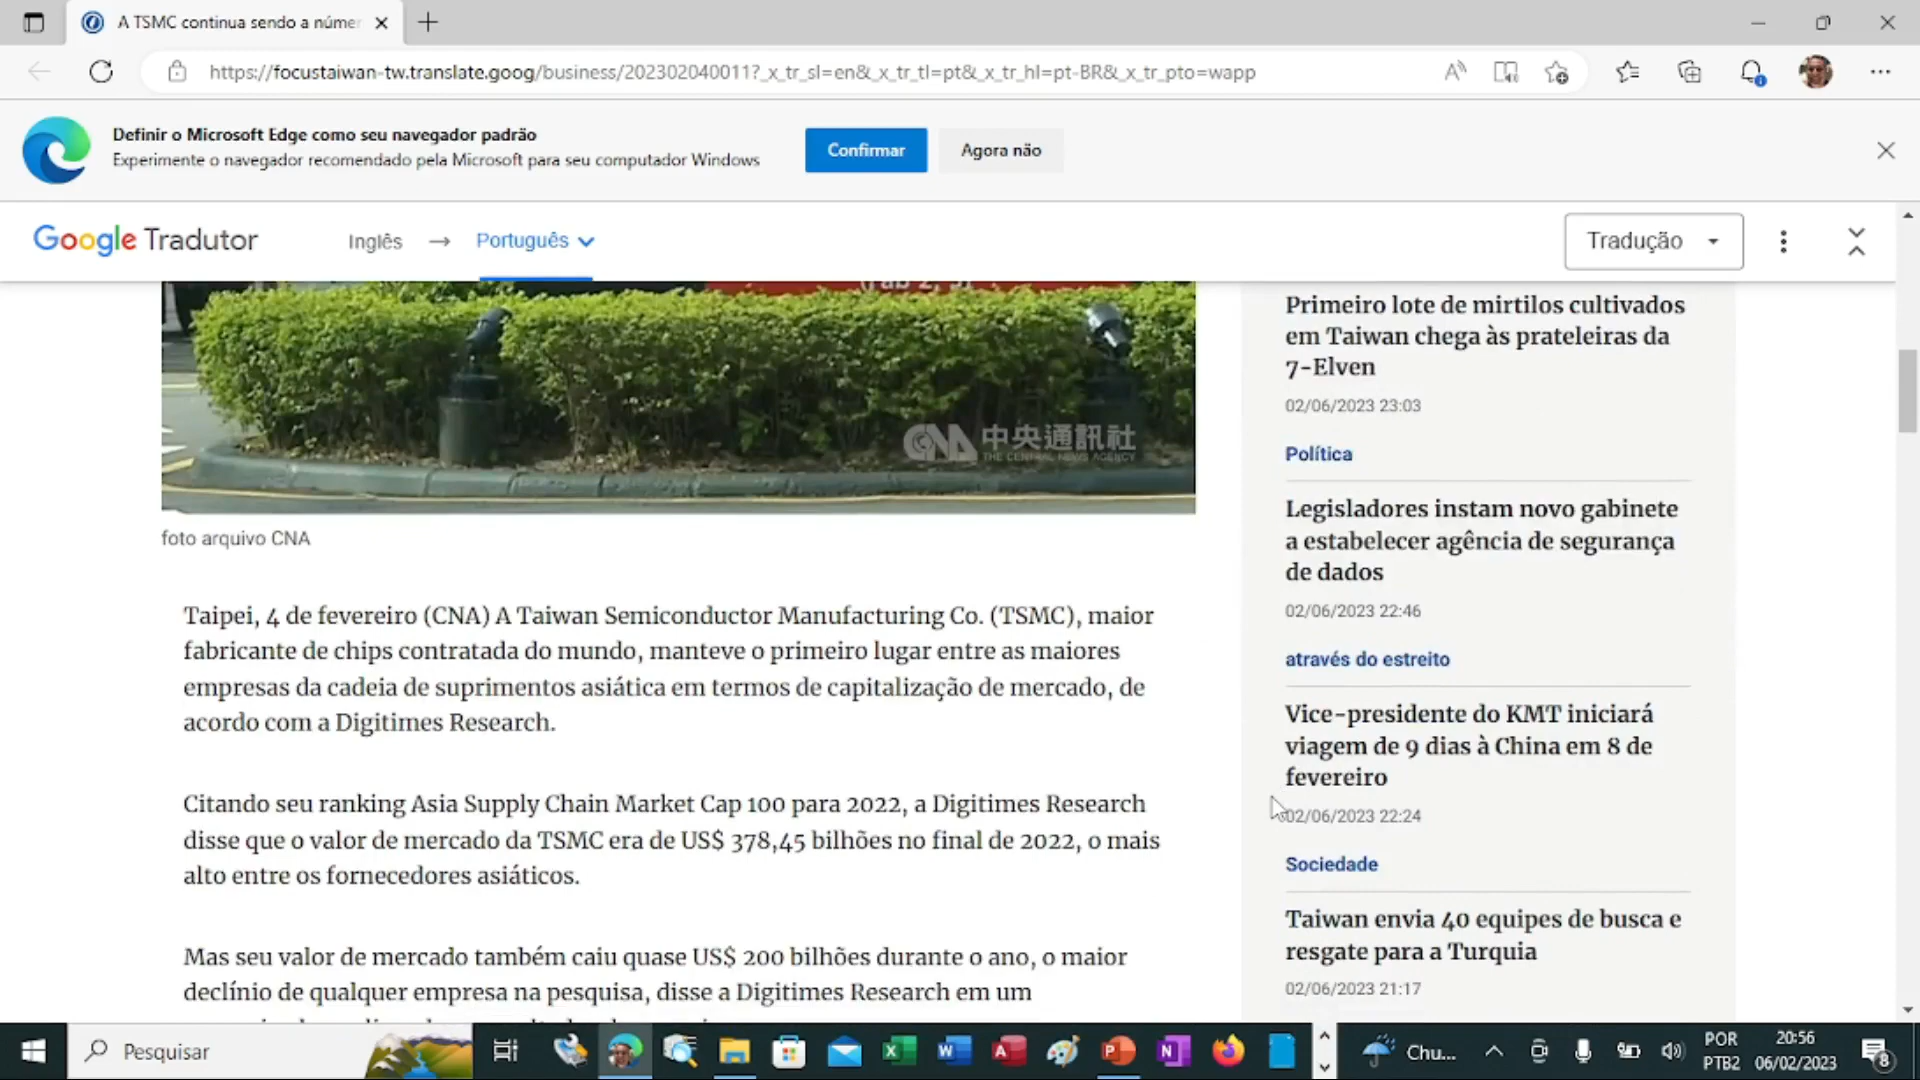 A TSMC continua sendo a númer
https://focustaiwan-tw.translate.goog/business/202302040011?_x_tr_sl=en&_x_tr_tl=pt&_x_tr_hl=pt-BR&_x_tr_pto=wapp
Definir o Microsoft Edge como seu navegador padrão
Experimente o navegador recomendado pela Microsoft para seu computador Windows
Confirmar
Agora não
Google Tradutor
Inglês → Português
Tradução
(Fab 2, 5)
中央通訊社
THE CENTRAL NEWS AGENCY
foto arquivo CNA
Taipei, 4 de fevereiro (CNA) A Taiwan Semiconductor Manufacturing Co. (TSMC), maior
fabricante de chips contratada do mundo, manteve o primeiro lugar entre as maiores
empresas da cadeia de suprimentos asiática em termos de capitalização de mercado, de
acordo com a Digitimes Research.
Citando seu ranking Asia Supply Chain Market Cap 100 para 2022, a Digitimes Research
disse que o valor de mercado da TSMC era de US$ 378,45 bilhões no final de 2022, o mais
alto entre os fornecedores asiáticos.
Mas seu valor de mercado também caiu quase US$ 200 bilhões durante o ano, o maior
declínio de qualquer empresa na pesquisa, disse a Digitimes Research em um
Primeiro lote de mirtilos cultivados
em Taiwan chega às prateleiras da
7-Elven
02/06/2023 23:03
Política
Legisladores instam novo gabinete
a estabelecer agência de segurança
de dados
02/06/2023 22:46
através do estreito
Vice-presidente do KMT iniciará
viagem de 9 dias à China em 8 de
fevereiro
02/06/2023 22:24
Sociedade
Taiwan envia 40 equipes de busca e
resgate para a Turquia
02/06/2023 21:17
Pesquisar
Chu...
POR
PTB2
20:56
06/02/2023
8